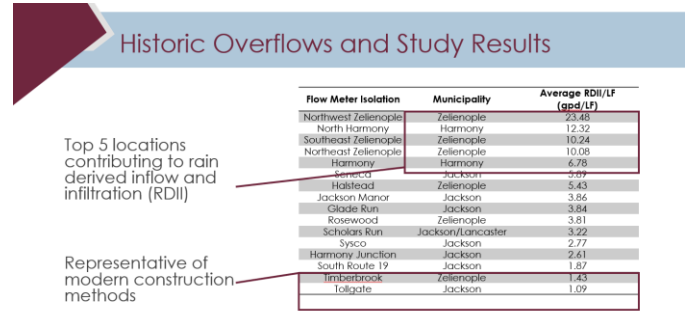 Historic Overflows and Study Results
Top 5 locations
contributing to rain
derived inflow and
infiltration (RDII)
Representative of
modern construction
methods
Flow Meter Isolation Municipality Average RDII/LF (gpd/LF)
Northwest Zelienople Zelienople 23.48
North Harmony Harmony 12.32
Southeast Zelienople Zelienople 10.24
Northeast Zelienople Zelienople 10.08
Harmony Harmony 6.78
Seneca Jackson 5.89
Halstead Zelienople 5.43
Jackson Manor Jackson 3.86
Glade Run Jackson 3.84
Rosewood Zelienople 3.81
Scholars Run Jackson/Lancaster 3.22
Sysco Jackson 2.77
Harmony Junction Jackson 2.61
South Route 19 Jackson 1.87
Timberbrook Zelienople 1.43
Tollgate Jackson 1.09